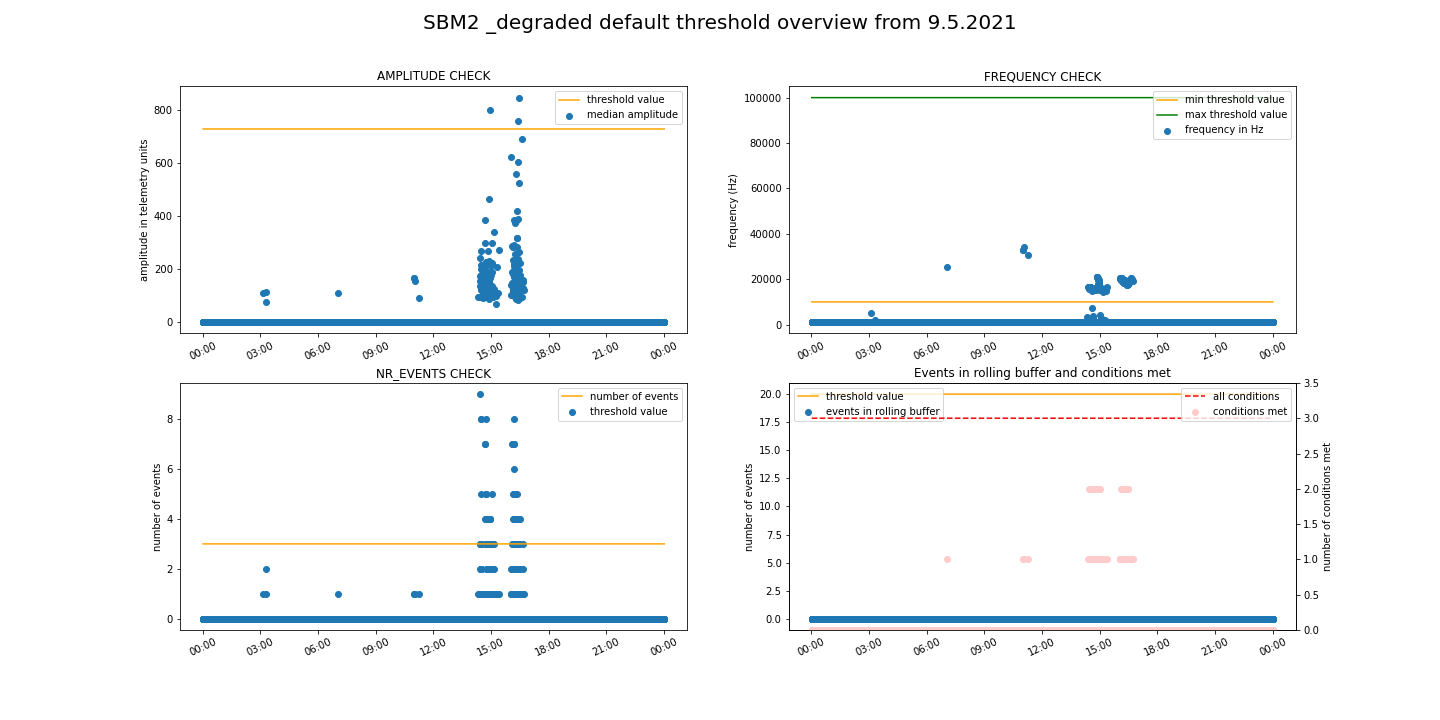 SBM2 _degraded default threshold overview from 9.5.2021
AMPLITUDE CHECK
amplitude in telemetry units
800
600
400
200
0
threshold value
median amplitude
00:00 03:00 06:00 09:00 12:00 15:00 18:00 21:00 00:00
FREQUENCY CHECK
frequency (Hz)
100000
80000
60000
40000
20000
0
min threshold value
max threshold value
frequency in Hz
00:00 03:00 06:00 09:00 12:00 15:00 18:00 21:00 00:00
NR_EVENTS CHECK
number of events
8
6
4
2
0
number of events
threshold value
00:00 03:00 06:00 09:00 12:00 15:00 18:00 21:00 00:00
Events in rolling buffer and conditions met
number of events
20.0
17.5
15.0
12.5
10.0
7.5
5.0
2.5
0.0
threshold value
events in rolling buffer
all conditions
conditions met
3.5
3.0
2.5
2.0
1.5
1.0
0.5
0.0
number of conditions met
00:00 03:00 06:00 09:00 12:00 15:00 18:00 21:00 00:00